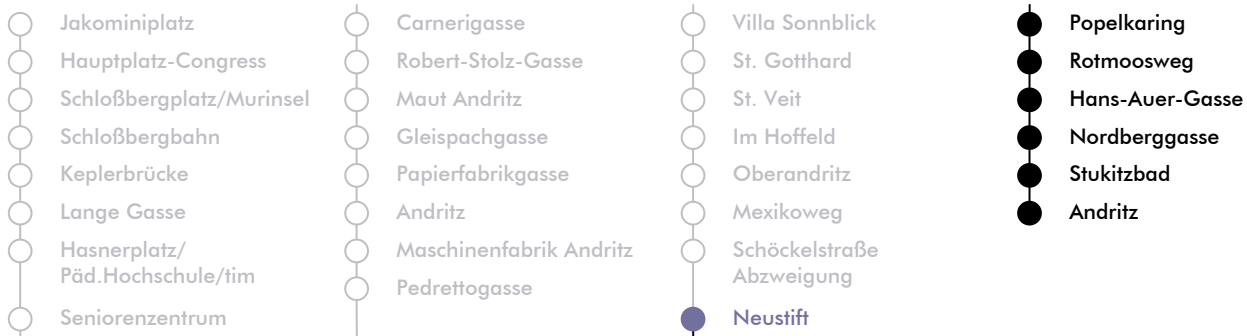 Jakominiplatz
Hauptplatz-Congress
Schloßbergplatz/Murinsel
Schloßbergbahn
Keplerbrücke
Lange Gasse
Hasnerplatz/
Päd.Hochschule/tim
Seniorenzentrum
Carnerigasse
Robert-Stolz-Gasse
Maut Andritz
Gleispachgasse
Papierfabrikgasse
Andritz
Maschinenfabrik Andritz
Pedrettogasse
Villa Sonnblick
St. Gotthard
St. Veit
Im Hoffeld
Oberandritz
Mexikoweg
Schöckelstraße
Abzweigung
Neustift
Popelkaring
Rotmoosweg
Hans-Auer-Gasse
Nordberggasse
Stukitzbad
Andritz